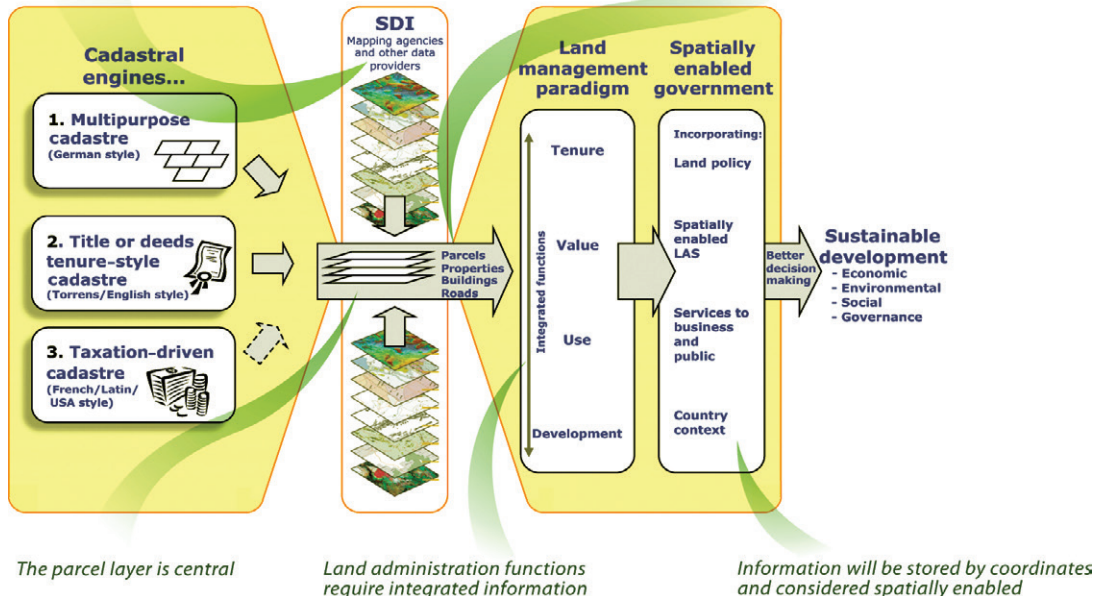 Cadastral
engines...
1. Multipurpose
cadastre
(German style)
2. Title or deeds
tenure-style
cadastre
(Torrens/English style)
3. Taxation-driven
cadastre
(French/Latin/
USA style)
SDI
Mapping agencies
and other data
providers
Parcels
Properties
Buildings
Roads
Land
management
paradigm
Integrated functions
Tenure
Value
Use
Development
Spatially
enabled
government
Incorporating:
Land policy
Spatially
enabled
LAS
Services to
business
and
public
Country
context
Better
decision
making
Sustainable
development
- Economic
- Environmental
- Social
- Governance
The parcel layer is central
Land administration functions
require integrated information
Information will be stored by coordinates
and considered spatially enabled